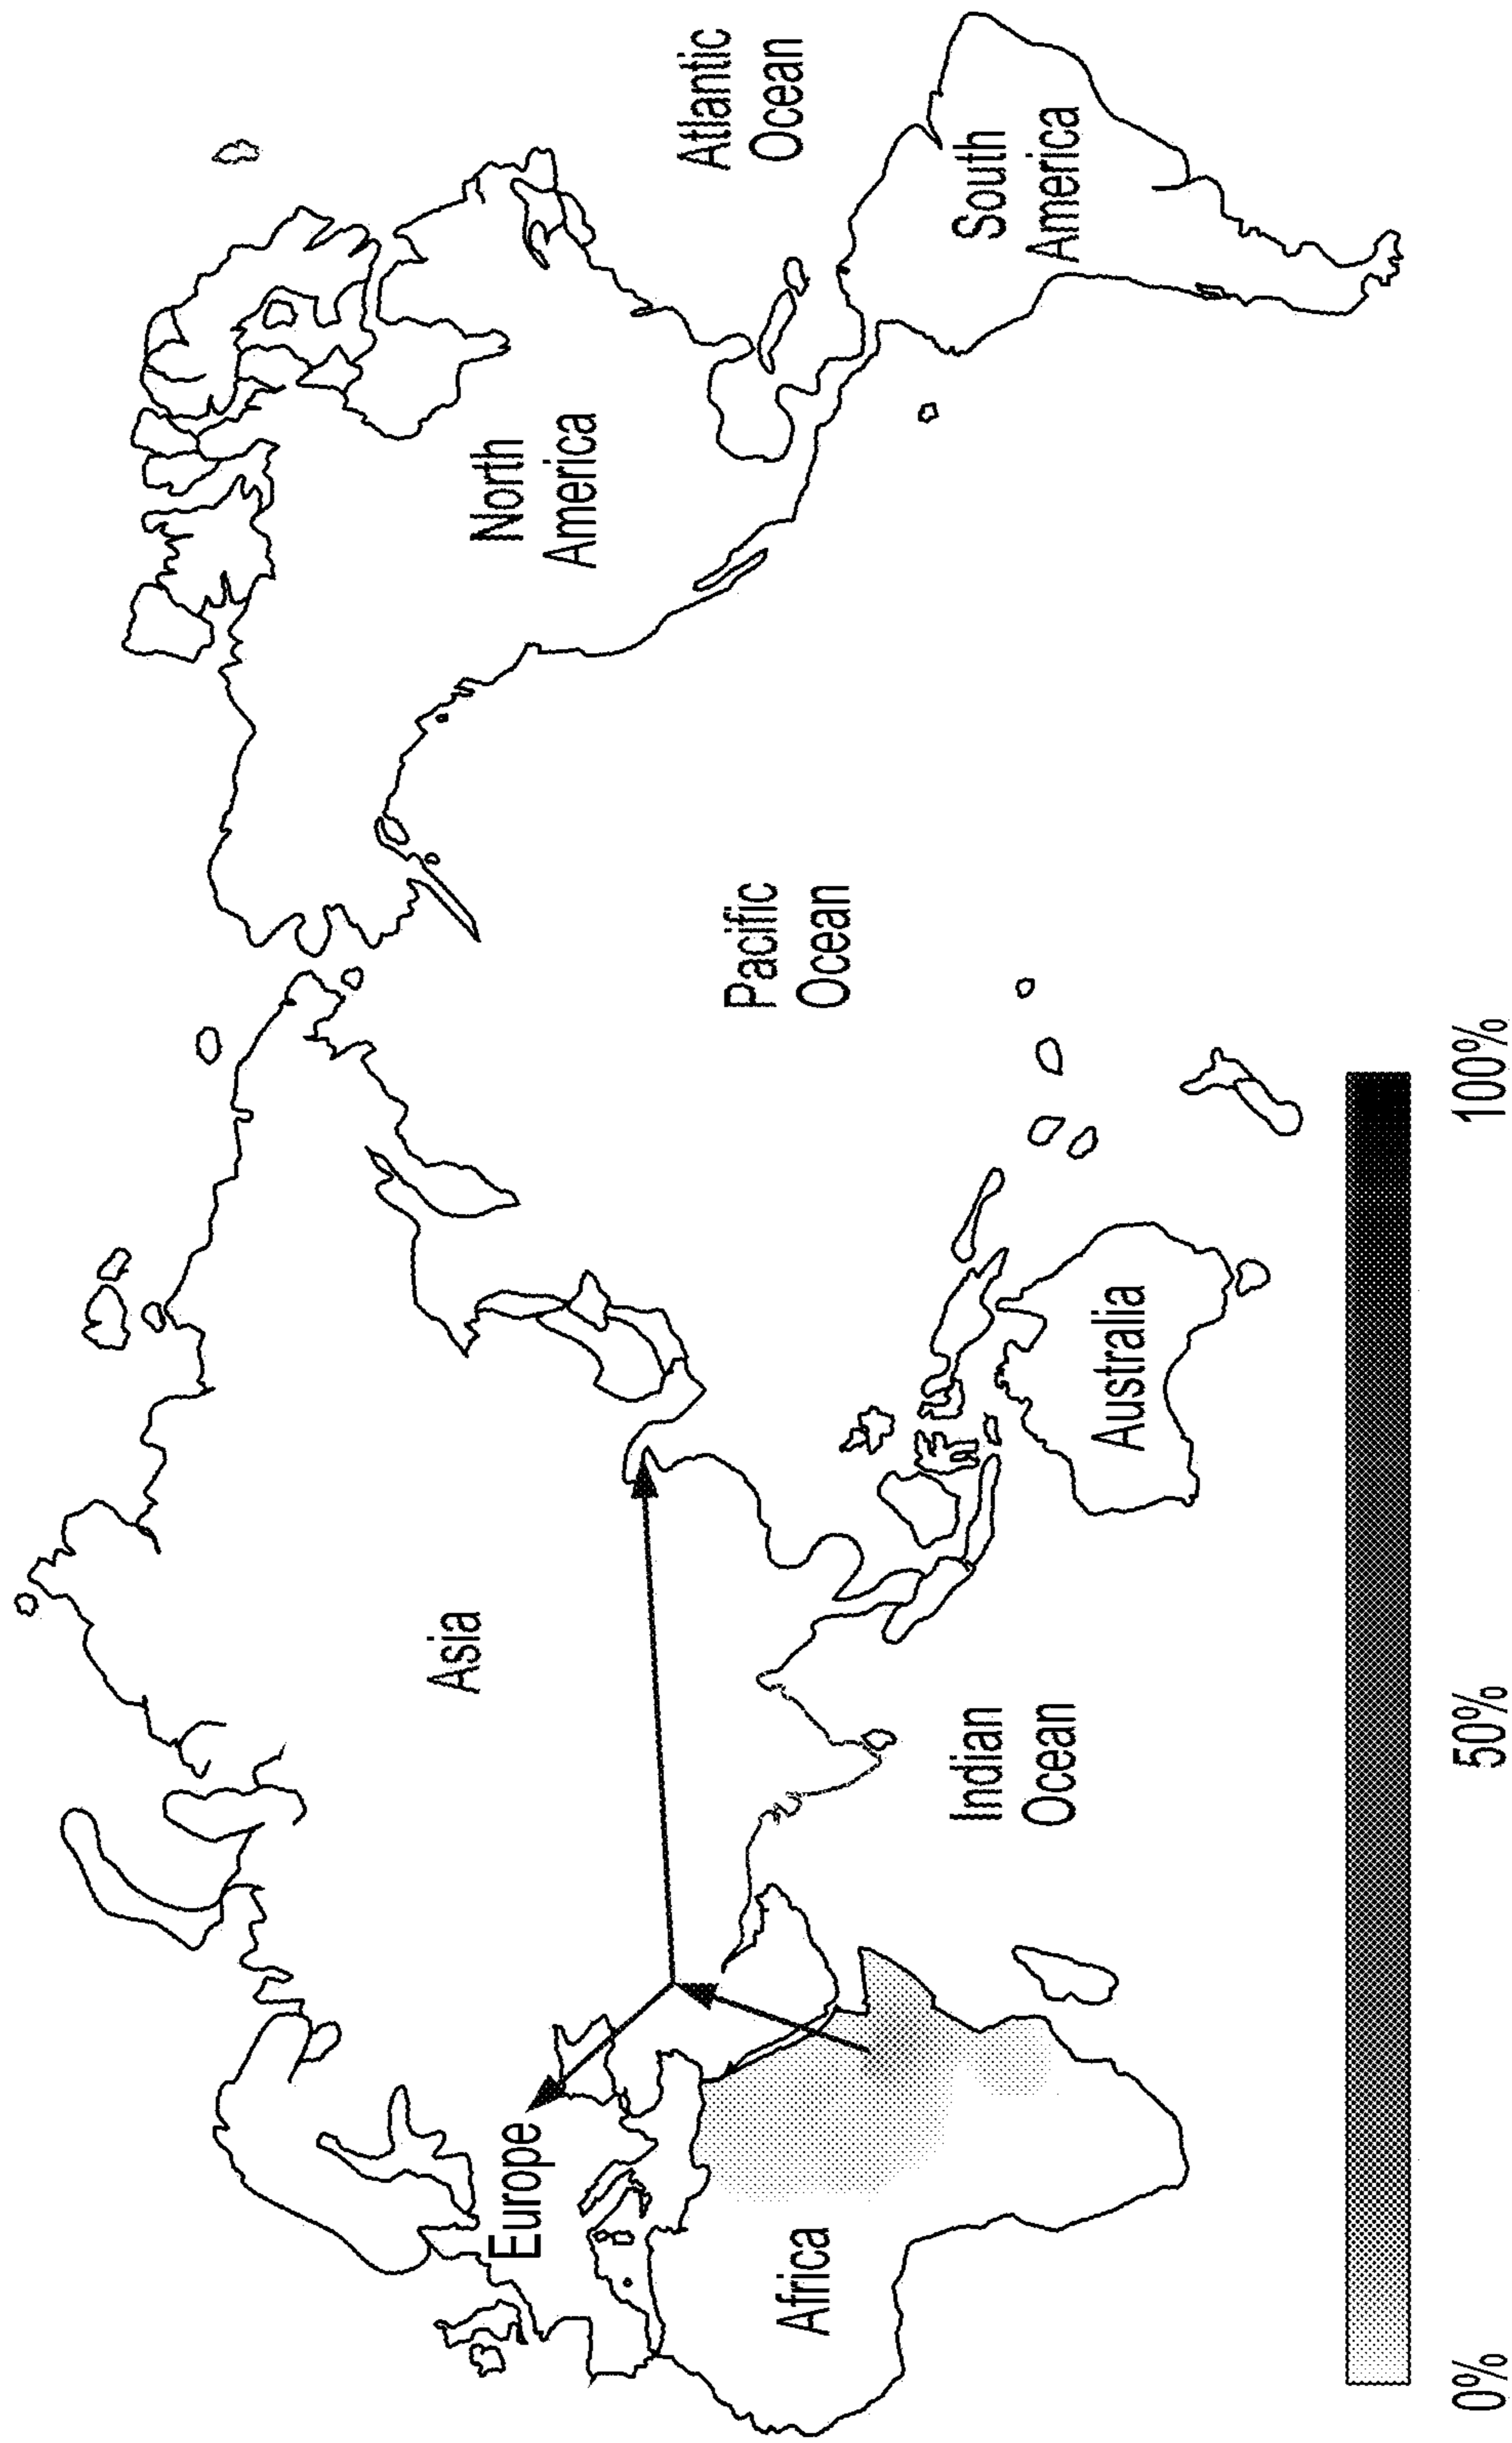 Asia
North
America
Europe
Atlantic
Ocean
Pacific
Ocean
Africa
Indian
Ocean
South
America
Australia
0%
50%
100%